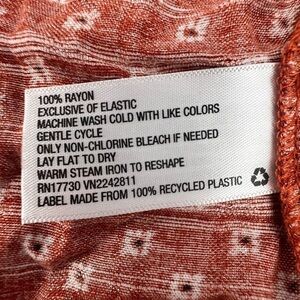 100% RAYON
EXCLUSIVE OF ELASTIC
MACHINE WASH COLD WITH LIKE COLORS
GENTLE CYCLE
ONLY NON-CHLORINE BLEACH IF NEEDED
LAY FLAT TO DRY
WARM STEAM IRON TO RESHAPE
RN17730 VN2242811
LABEL MADE FROM 100% RECYCLED PLASTIC